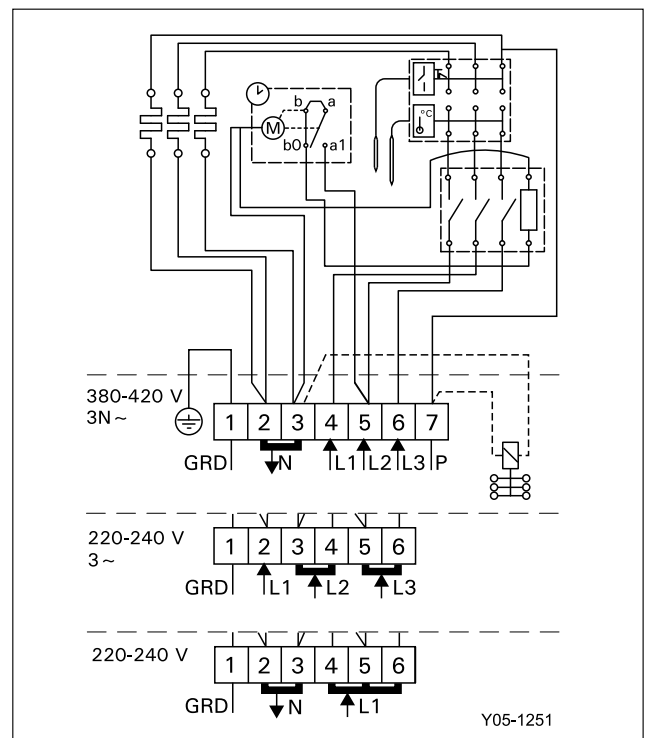 b a
M
b0 a1
°C
380-420 V
3N~
1 2 3 4 5 6 7
GRD N L1 L2 L3 P
220-240 V
3~
1 2 3 4 5 6
GRD L1 L2 L3
220-240 V
1 2 3 4 5 6
GRD N L1
Y05-1251